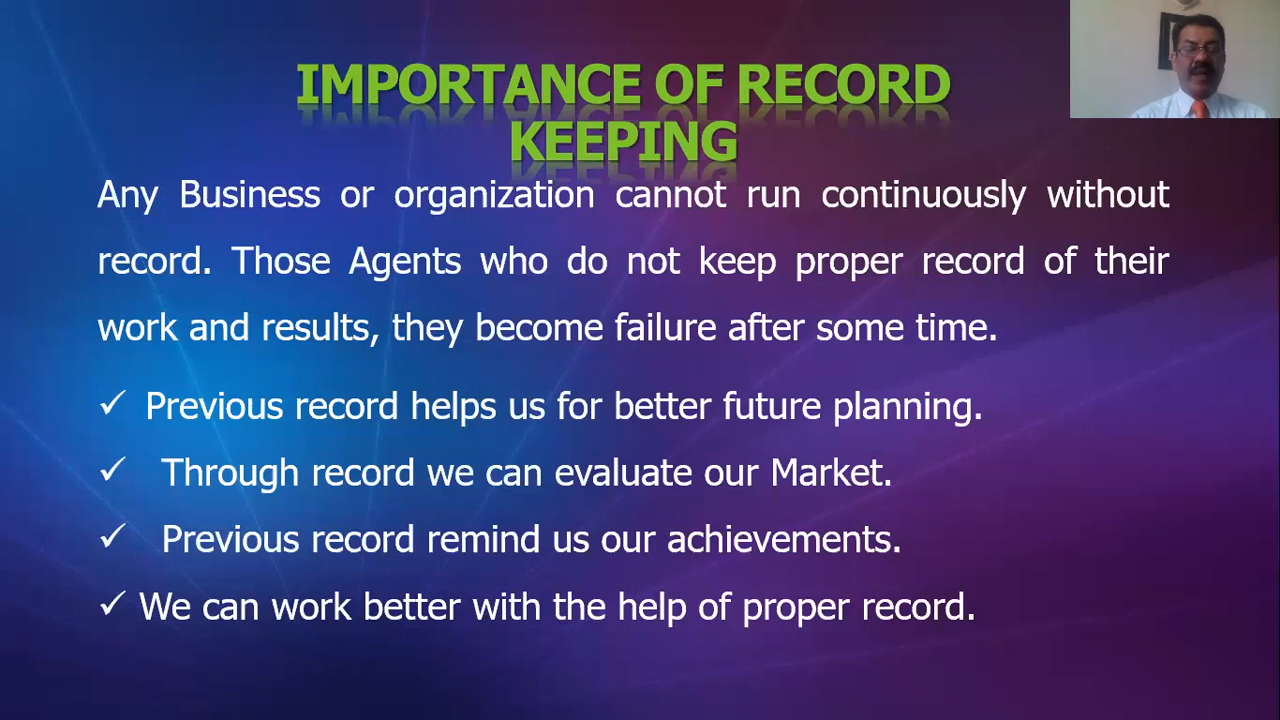 IMPORTANCE OF RECORD
KEEPING
Any Business or organization cannot run continuously without
record. Those Agents who do not keep proper record of their
work and results, they become failure after some time.
✓ Previous record helps us for better future planning.
✓ Through record we can evaluate our Market.
✓ Previous record remind us our achievements.
✓ We can work better with the help of proper record.